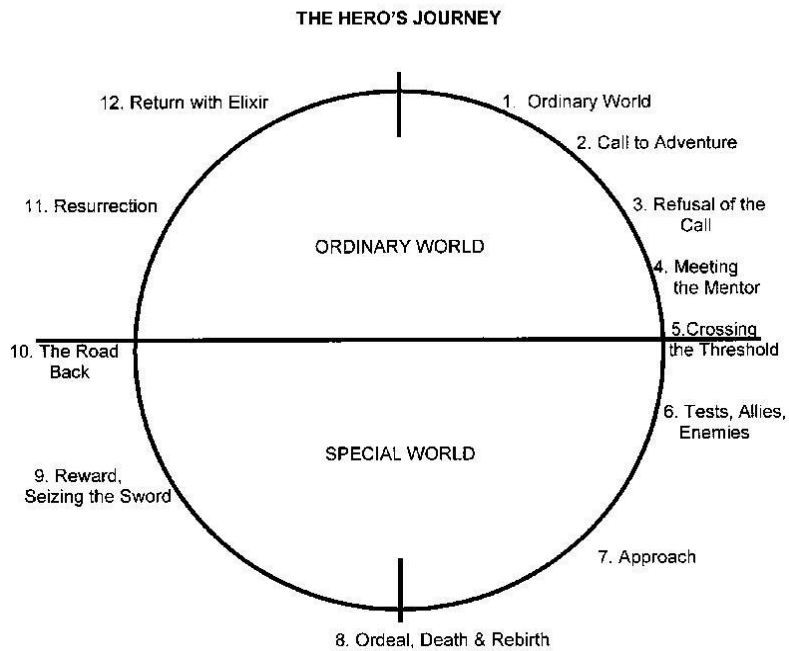 THE HERO'S JOURNEY
12. Return with Elixir
1. Ordinary World
2. Call to Adventure
11. Resurrection
3. Refusal of the
Call
ORDINARY WORLD
4. Meeting
the Mentor
5.Crossing
the Threshold
10. The Road
Back
6. Tests, Allies,
Enemies
SPECIAL WORLD
9. Reward,
Seizing the Sword
7. Approach
8. Ordeal, Death & Rebirth